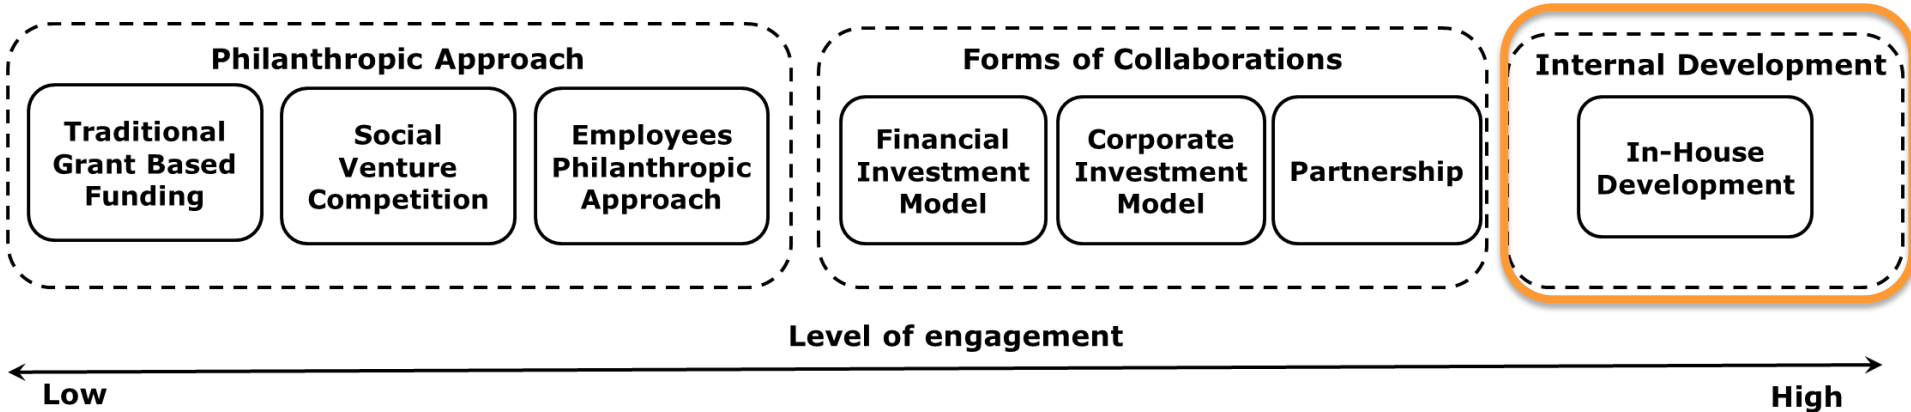 Philanthropic Approach
Traditional
Grant Based
Funding
Social
Venture
Competition
Employees
Philanthropic
Approach
Forms of Collaborations
Financial
Investment
Model
Corporate
Investment
Model
Partnership
Internal Development
In-House
Development
Level of engagement
Low
High